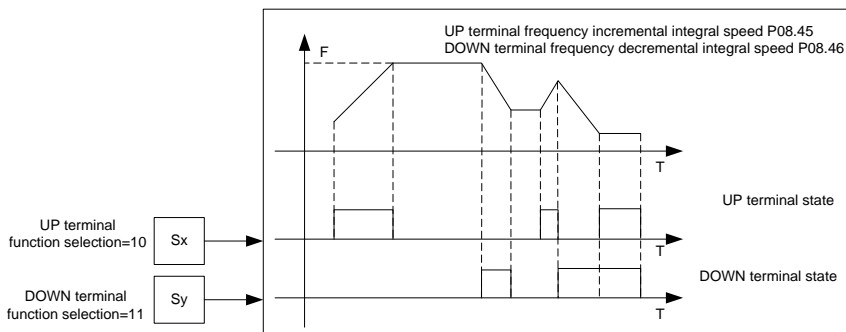 UP terminal frequency incremental integral speed P08.45
DOWN terminal frequency decremental integral speed P08.46
F
T
UP terminal state
UP terminal
function selection=10
Sx
T
DOWN terminal state
DOWN terminal
function selection=11
Sy
T